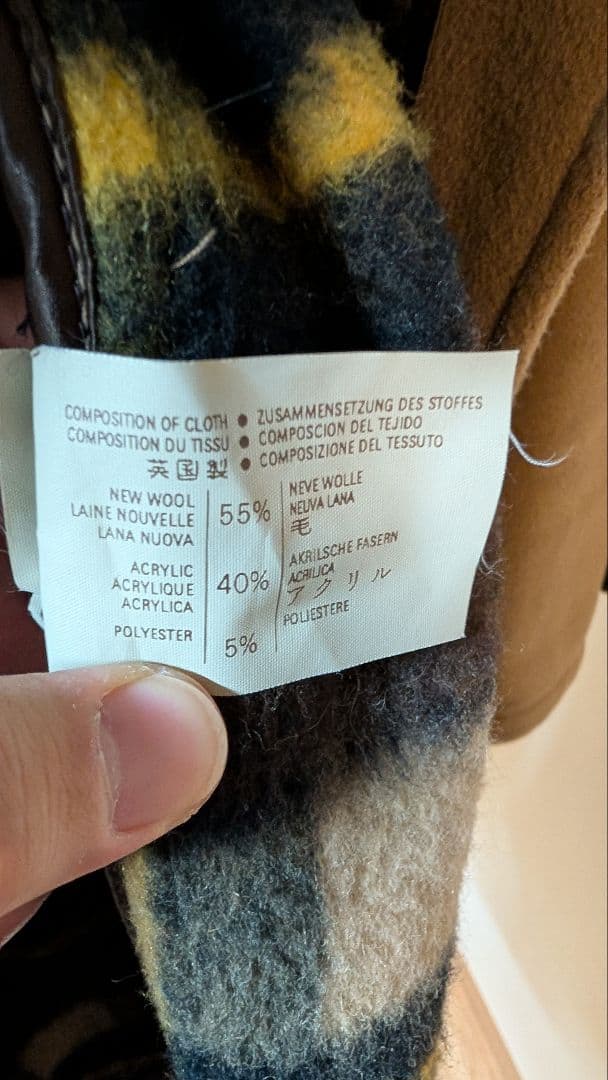 COMPOSITION OF CLOTH ● ZUSAMMENSETZUNG DES STOFFES
COMPOSITION DU TISSU ● COMPOSCION DEL TEJIDO
英国製 ● COMPOSIZIONE DEL TESSUTO
NEW WOOL
LAINE NOUVELLE
LANA NUOVA
55%
NEVE WOLLE
NEUVA LANA
毛
ACRYLIC
ACRYLIQUE
ACRYLICA
40%
AKRILSCHE FASERN
ACRILICA
アクリル
POLYESTER
5%
POLIESTERE